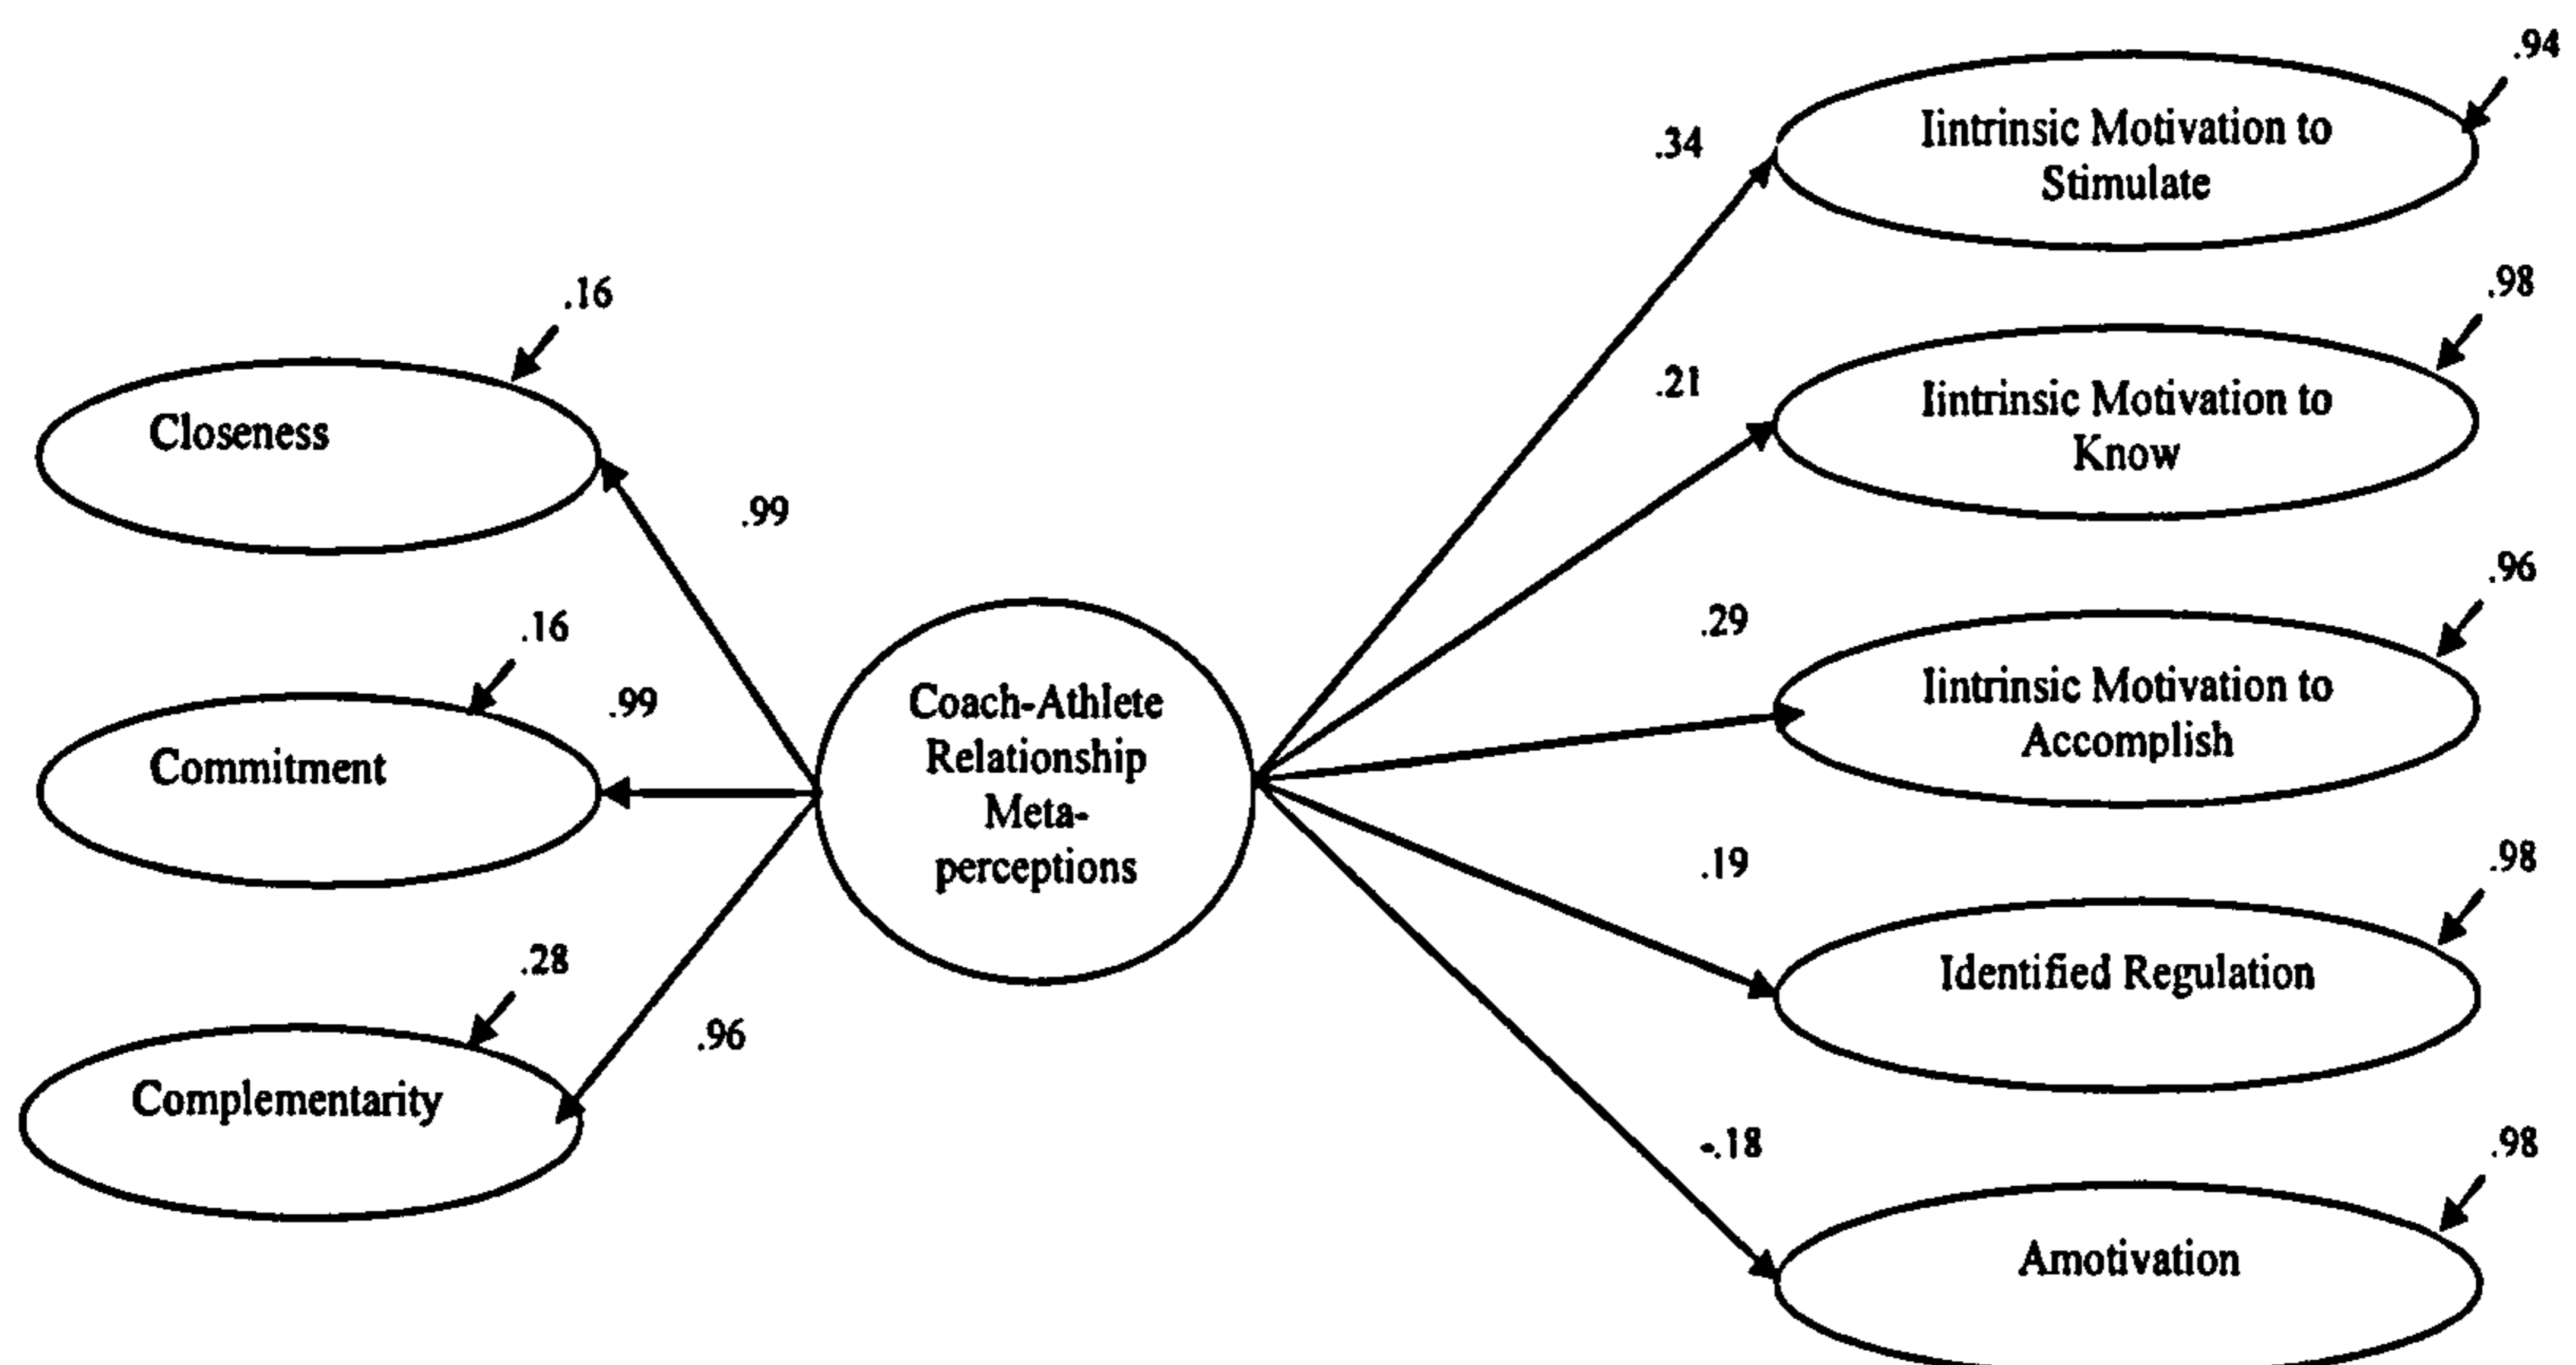 .94
.34
Iintrinsic Motivation to
Stimulate
.98
.16
.21
Iintrinsic Motivation to
Know
Closeness
.99
.96
.16
.29
.99
Iintrinsic Motivation to
Accomplish
Commitment
Coach-Athlete
Relationship
Meta-
perceptions
.98
.19
.28
Identified Regulation
.96
Complementarity
-.18
.98
Amotivation